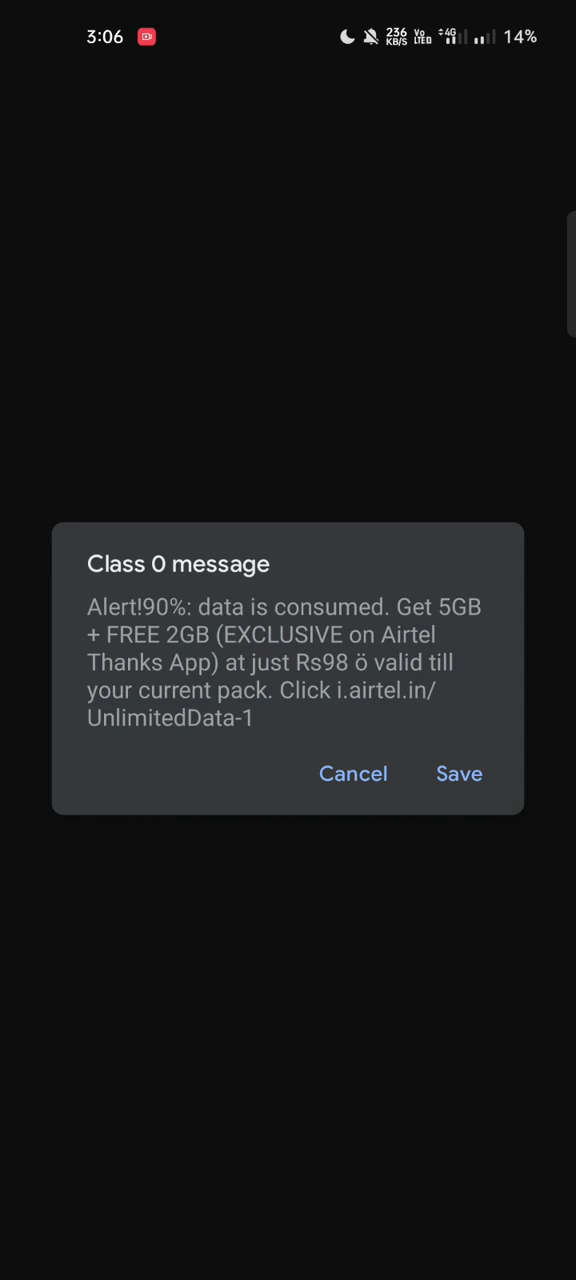 3:06 236 KB/S Vo LTED 4G 14%
Class 0 message
Alert!90%: data is consumed. Get 5GB
+ FREE 2GB (EXCLUSIVE on Airtel
Thanks App) at just Rs98 ö valid till
your current pack. Click i.airtel.in/
UnlimitedData-1
Cancel Save